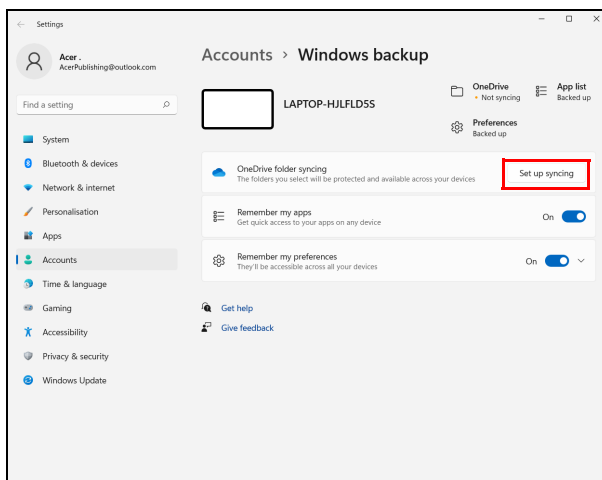 Settings
Acer .
AcerPublishing@outlook.com
Find a setting
System
Bluetooth & devices
Network & internet
Personalisation
Apps
Accounts
Time & language
Gaming
Accessibility
Privacy & security
Windows Update
Accounts > Windows backup
LAPTOP-HJLFLD5S
OneDrive
• Not syncing
App list
Backed up
Preferences
Backed up
OneDrive folder syncing
The folders you select will be protected and available across your devices
Set up syncing
Remember my apps
Get quick access to your apps on any device
On
Remember my preferences
They'll be accessible across all your devices
On
Get help
Give feedback